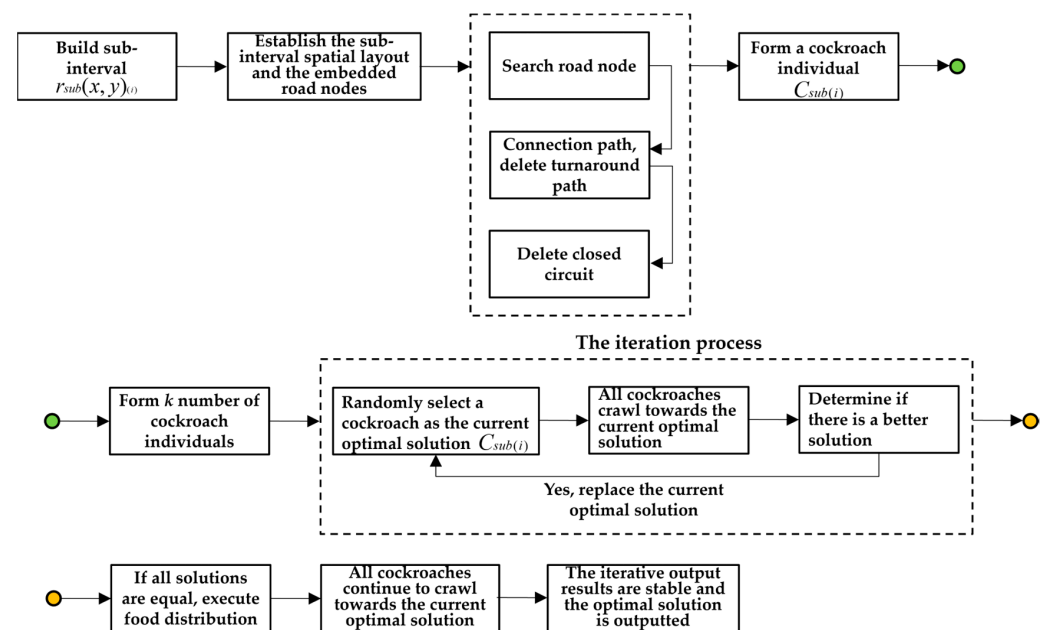 Build sub-
interval
rsub(x, y)(i)
Establish the sub-
interval spatial layout
and the embedded
road nodes
Search road node
Connection path,
delete turnaround
path
Delete closed
circuit
Form a cockroach
individual
Csub(i)
The iteration process
Form k number of
cockroach
individuals
Randomly select a
cockroach as the current
optimal solution Csub(i)
All cockroaches
crawl towards the
current optimal
solution
Determine if
there is a better
solution
Yes, replace the current
optimal solution
If all solutions
are equal, execute
food distribution
All cockroaches
continue to crawl
towards the current
optimal solution
The iterative output
results are stable and
the optimal solution
is outputted